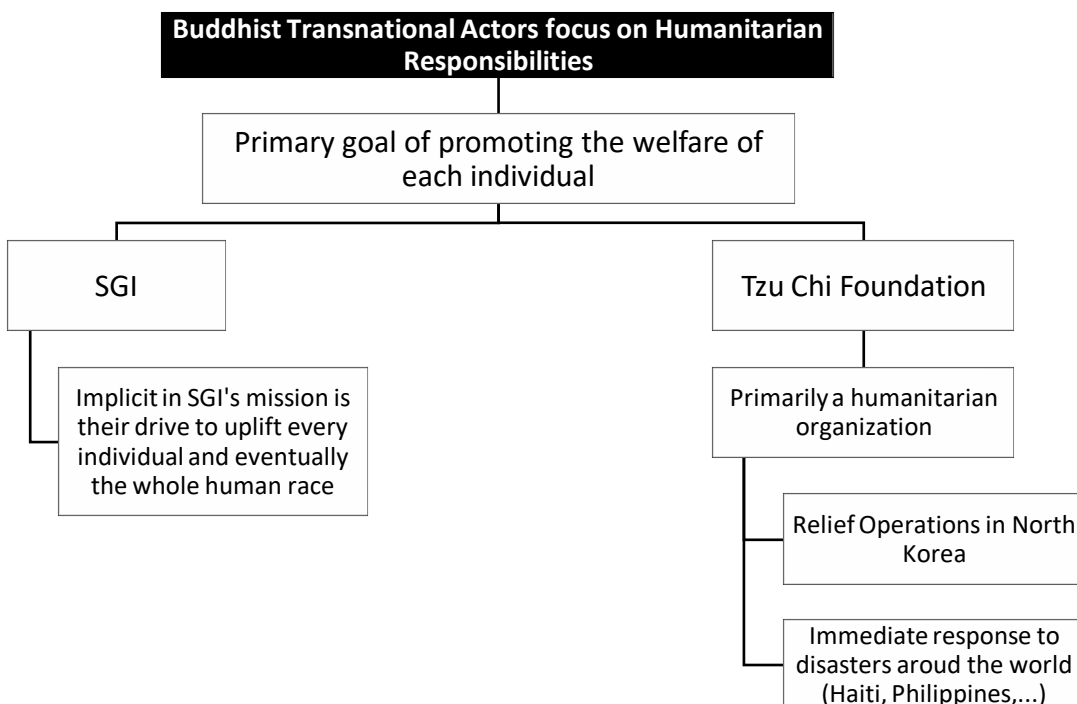 Buddhist Transnational Actors focus on Humanitarian
Responsibilities
Primary goal of promoting the welfare of
each individual
SGI
Implicit in SGI's mission is
their drive to uplift every
individual and eventually
the whole human race
Tzu Chi Foundation
Primarily a humanitarian
organization
Relief Operations in North
Korea
Immediate response to
disasters aroud the world
(Haiti, Philippines,...)